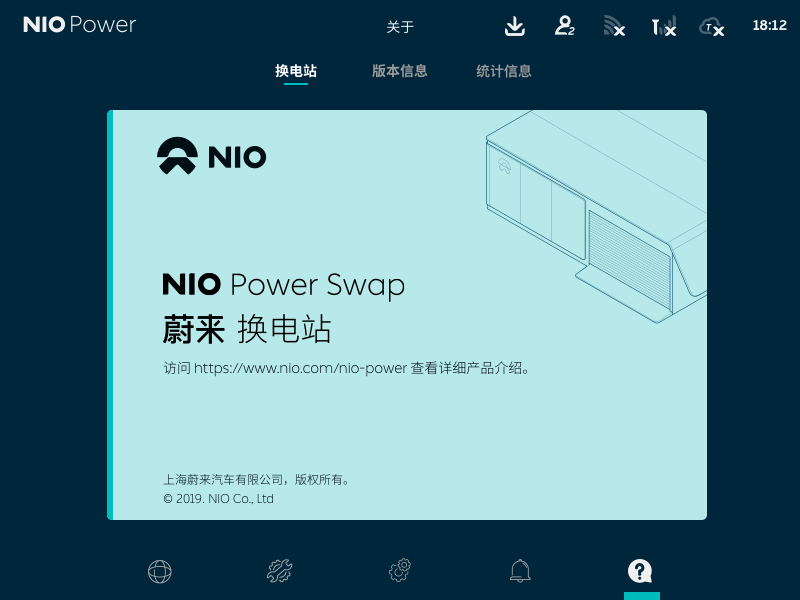 NIO Power
关于
2
T
T
18:12
换电站
版本信息
统计信息
NIO
NIO Power Swap
蔚来 换电站
访问 https://www.nio.com/nio-power 查看详细产品介绍。
上海蔚来汽车有限公司，版权所有。
© 2019. NIO Co., Ltd
?